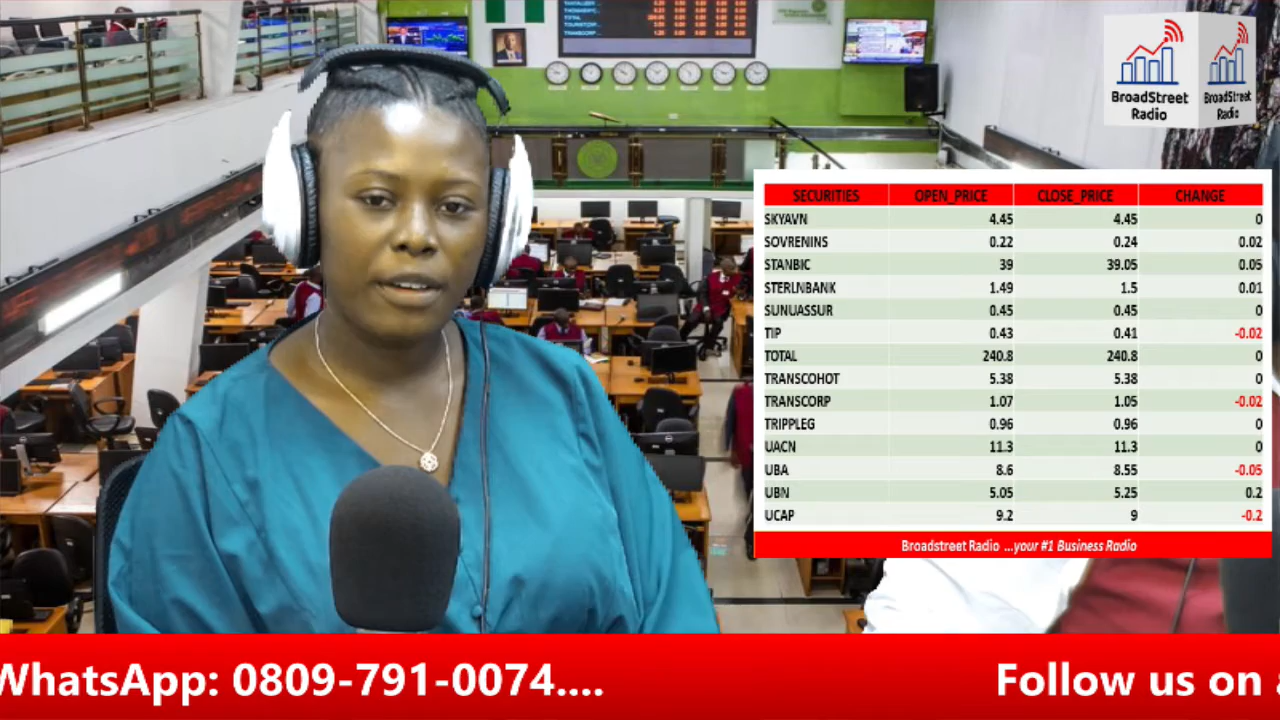 BroadStreet
Radio
BroadStreet
Radio
TRANSCORP
SECURITIES OPEN_PRICE CLOSE_PRICE CHANGE
SKYAVN 4.45 4.45 0
SOVRENINS 0.22 0.24 0.02
STANBIC 39 39.05 0.05
STERLNBANK 1.49 1.5 0.01
SUNUASSUR 0.45 0.45 0
TIP 0.43 0.41 -0.02
TOTAL 240.8 240.8 0
TRANSCOHOT 5.38 5.38 0
TRANSCORP 1.07 1.05 -0.02
TRIPPLEG 0.96 0.96 0
UACN 11.3 11.3 0
UBA 8.6 8.55 -0.05
UBN 5.05 5.25 0.2
UCAP 9.2 9 -0.2
Broadstreet Radio ...your #1 Business Radio
WhatsApp: 0809-791-0074.... Follow us on